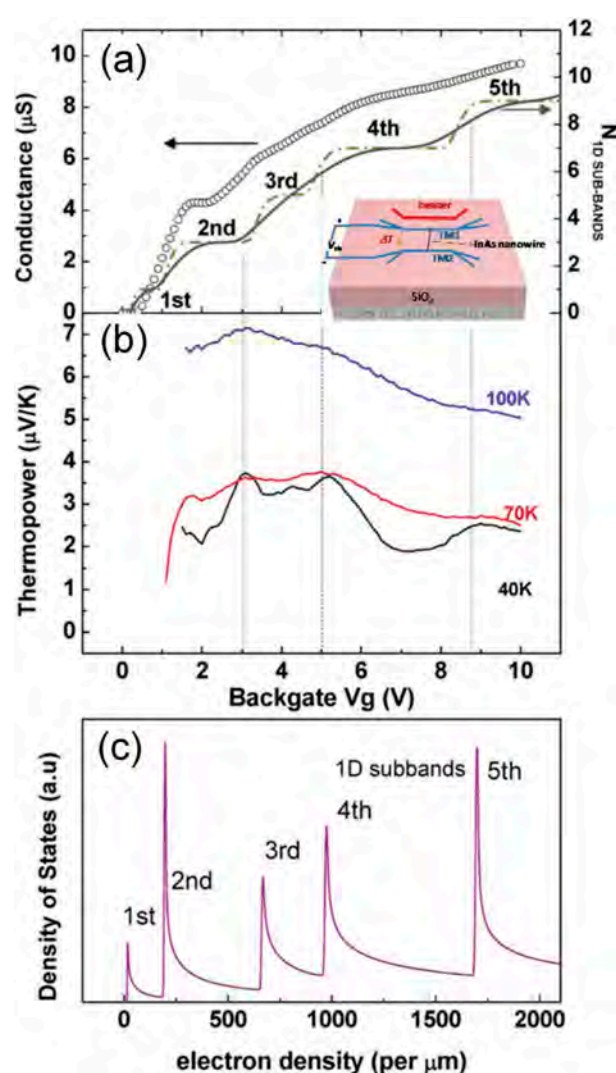 (a)
Conductance (µS)
10
8
6
4
2
0
12
10
8
6
4
2
0
N 1D SUB-BANDS
1st
2nd
3rd
4th
5th
heater
ΔT
TM1
TM2
InAs nanowire
(b)
Thermopower (µV/K)
7
6
5
4
3
2
1
0
100K
70K
40K
0 2 4 6 8 10
Backgate Vg (V)
(c)
Density of States (a.u)
1D subbands
1st
2nd
3rd
4th
5th
0 500 1000 1500 2000
electron density (per µm)